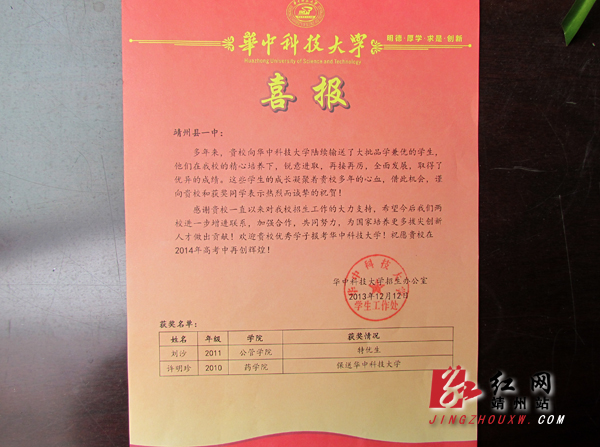 華中科技大学
明德·厚学·求是·创新
Huazhong University of Science and Technology
喜报
靖州县一中：
多年来，贵校向华中科技大学陆续输送了大批品学兼优的学生，
他们在我校的精心培养下，锐意进取，再接再厉，全面发展，取得了
优异的成绩。这些学生的成长凝聚着贵校多年的心血，借此机会，谨
向贵校和获奖同学表示热烈而诚挚的祝贺！
感谢贵校一直以来对我校招生工作的大力支持，希望今后我们两
校进一步增进联系，加强合作，共同努力，为国家培养更多拔尖创新
人才做出贡献！欢迎贵校优秀学子报考华中科技大学！祝愿贵校在
2014年高考中再创辉煌！
华中科技大学招生办公室
2013年12月12日
华中科技大学
学生工作处
获奖名单：
姓名 年级 学院 获奖情况
刘汐 2011 公管学院 特优生
许明珍 2010 药学院 保送华中科技大学
红网
靖州站
JINGZHOUXW.COM